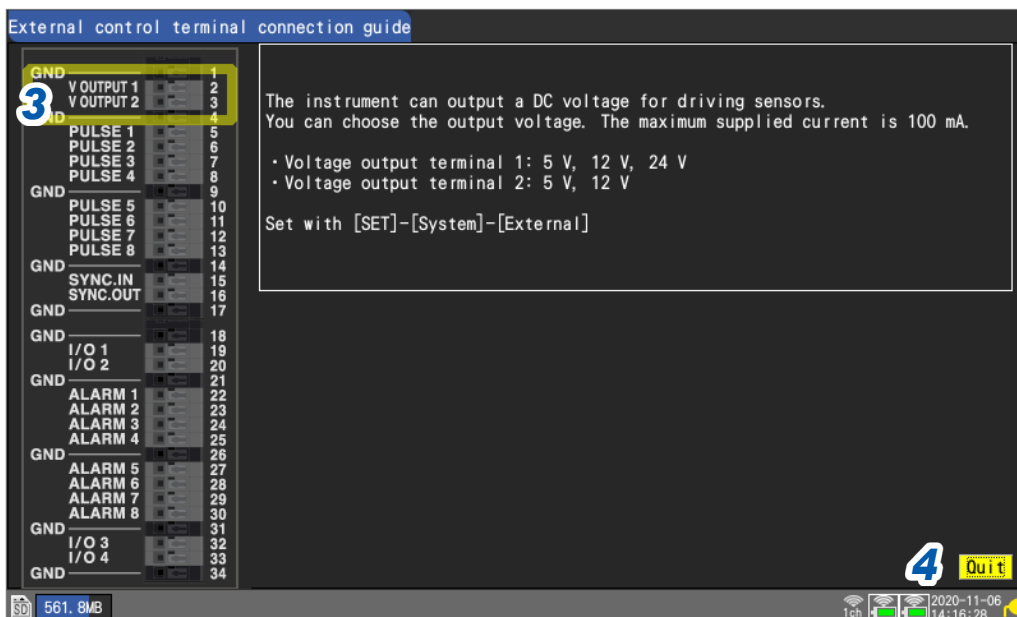 External control terminal connection guide
GND 1
V OUTPUT 1 2
V OUTPUT 2 3
4
PULSE 1 5
PULSE 2 6
PULSE 3 7
PULSE 4 8
GND 9
PULSE 5 10
PULSE 6 11
PULSE 7 12
PULSE 8 13
GND 14
SYNC.IN 15
SYNC.OUT 16
GND 17
GND 18
I/O 1 19
I/O 2 20
GND 21
ALARM 1 22
ALARM 2 23
ALARM 3 24
ALARM 4 25
GND 26
ALARM 5 27
ALARM 6 28
ALARM 7 29
ALARM 8 30
GND 31
I/O 3 32
I/O 4 33
GND 34
3
The instrument can output a DC voltage for driving sensors.
You can choose the output voltage. The maximum supplied current is 100 mA.
・Voltage output terminal 1: 5 V, 12 V, 24 V
・Voltage output terminal 2: 5 V, 12 V
Set with [SET]-[System]-[External]
4
Quit
SD 561.8MB
1ch
2020-11-06
14:16:28